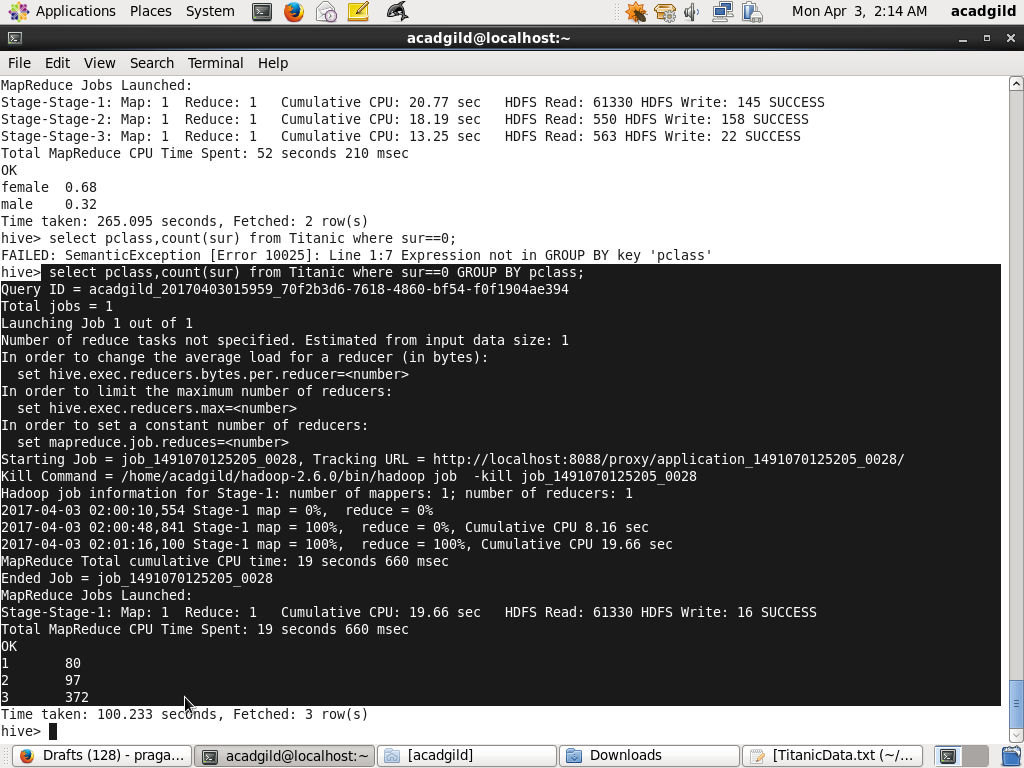 Applications Places System Mon Apr 3, 2:14 AM acadgild
acadgild@localhost:~
File Edit View Search Terminal Help
MapReduce Jobs Launched:
Stage-Stage-1: Map: 1  Reduce: 1   Cumulative CPU: 20.77 sec   HDFS Read: 61330 HDFS Write: 145 SUCCESS
Stage-Stage-2: Map: 1  Reduce: 1   Cumulative CPU: 18.19 sec   HDFS Read: 550 HDFS Write: 158 SUCCESS
Stage-Stage-3: Map: 1  Reduce: 1   Cumulative CPU: 13.25 sec   HDFS Read: 563 HDFS Write: 22 SUCCESS
Total MapReduce CPU Time Spent: 52 seconds 210 msec
OK
female  0.68
male    0.32
Time taken: 265.095 seconds, Fetched: 2 row(s)
hive> select pclass,count(sur) from Titanic where sur==0;
FAILED: SemanticException [Error 10025]: Line 1:7 Expression not in GROUP BY key 'pclass'
hive> select pclass,count(sur) from Titanic where sur==0 GROUP BY pclass;
Query ID = acadgild_20170403015959_70f2b3d6-7618-4860-bf54-f0f1904ae394
Total jobs = 1
Launching Job 1 out of 1
Number of reduce tasks not specified. Estimated from input data size: 1
In order to change the average load for a reducer (in bytes):
  set hive.exec.reducers.bytes.per.reducer=<number>
In order to limit the maximum number of reducers:
  set hive.exec.reducers.max=<number>
In order to set a constant number of reducers:
  set mapreduce.job.reduces=<number>
Starting Job = job_1491070125205_0028, Tracking URL = http://localhost:8088/proxy/application_1491070125205_0028/
Kill Command = /home/acadgild/hadoop-2.6.0/bin/hadoop job  -kill job_1491070125205_0028
Hadoop job information for Stage-1: number of mappers: 1; number of reducers: 1
2017-04-03 02:00:10,554 Stage-1 map = 0%,  reduce = 0%
2017-04-03 02:00:48,841 Stage-1 map = 100%,  reduce = 0%, Cumulative CPU 8.16 sec
2017-04-03 02:01:16,100 Stage-1 map = 100%,  reduce = 100%, Cumulative CPU 19.66 sec
MapReduce Total cumulative CPU time: 19 seconds 660 msec
Ended Job = job_1491070125205_0028
MapReduce Jobs Launched:
Stage-Stage-1: Map: 1  Reduce: 1   Cumulative CPU: 19.66 sec   HDFS Read: 61330 HDFS Write: 16 SUCCESS
Total MapReduce CPU Time Spent: 19 seconds 660 msec
OK
1       80
2       97
3       372
Time taken: 100.233 seconds, Fetched: 3 row(s)
hive>
Drafts (128) - praga... acadgild@localhost:~ [acadgild] Downloads [TitanicData.txt (~/...